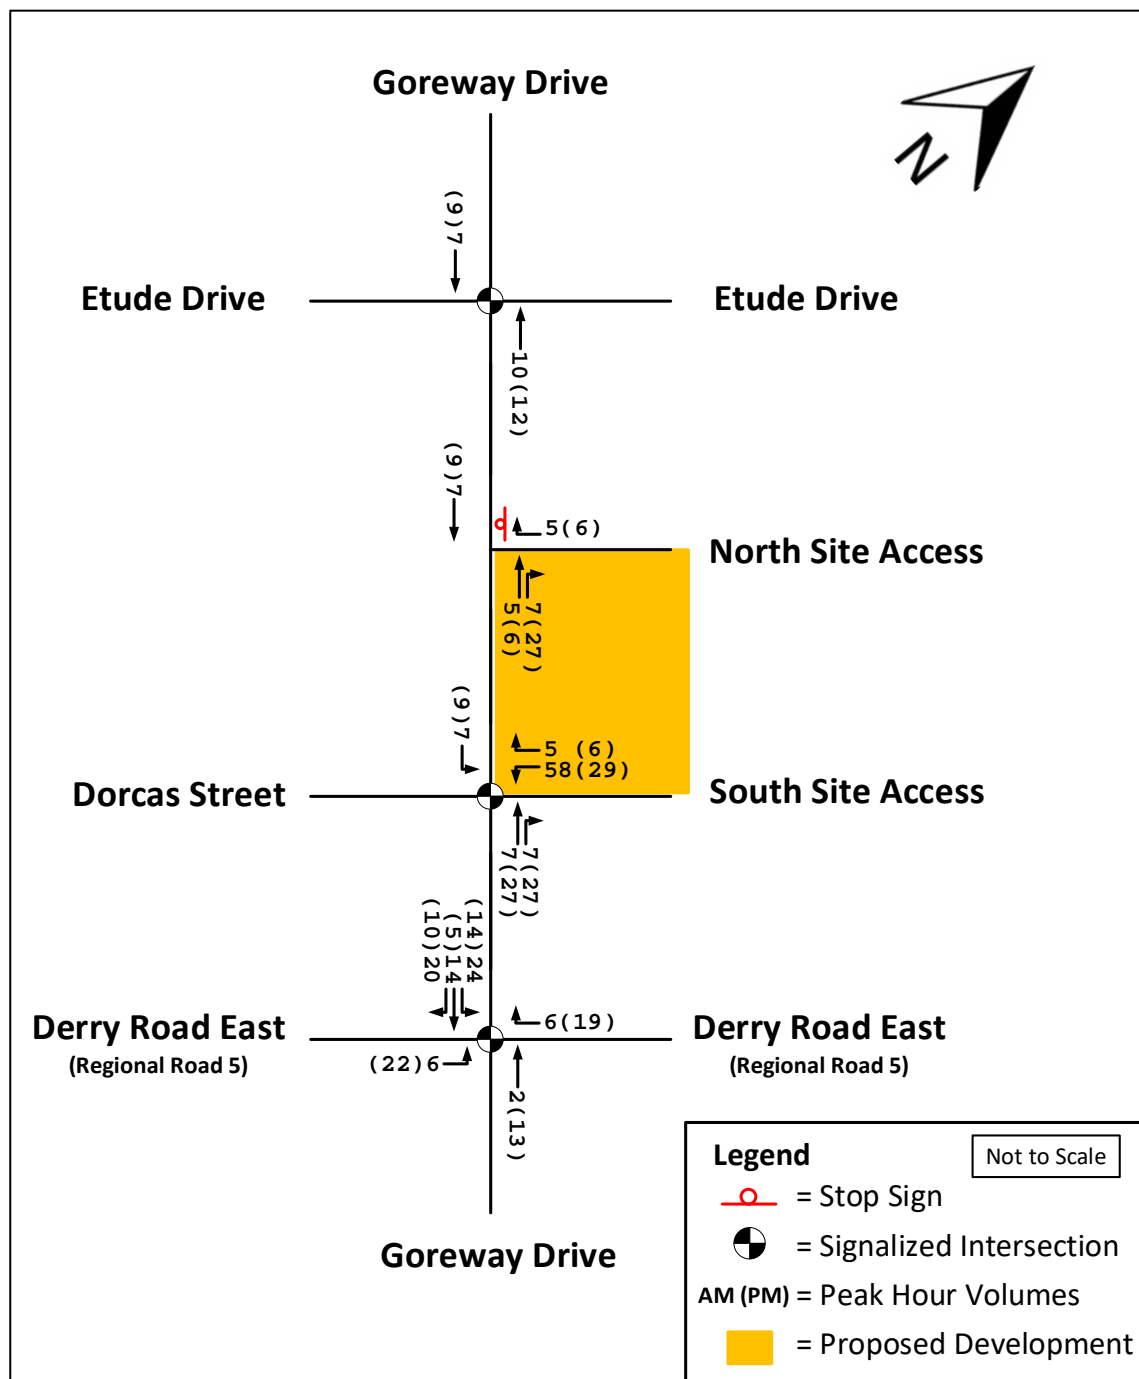 Goreway Drive
N
(9)7
Etude Drive
Etude Drive
10(12)
(9)7
5(6)
North Site Access
7(27)
5(6)
(9)7
5 (6)
58(29)
Dorcas Street
South Site Access
7(27)
7(27)
(14)24
(5)14
(10)20
Derry Road East
(Regional Road 5)
6(19)
Derry Road East
(Regional Road 5)
(22)6
2(13)
Goreway Drive
Legend
Not to Scale
= Stop Sign
= Signalized Intersection
AM (PM) = Peak Hour Volumes
= Proposed Development